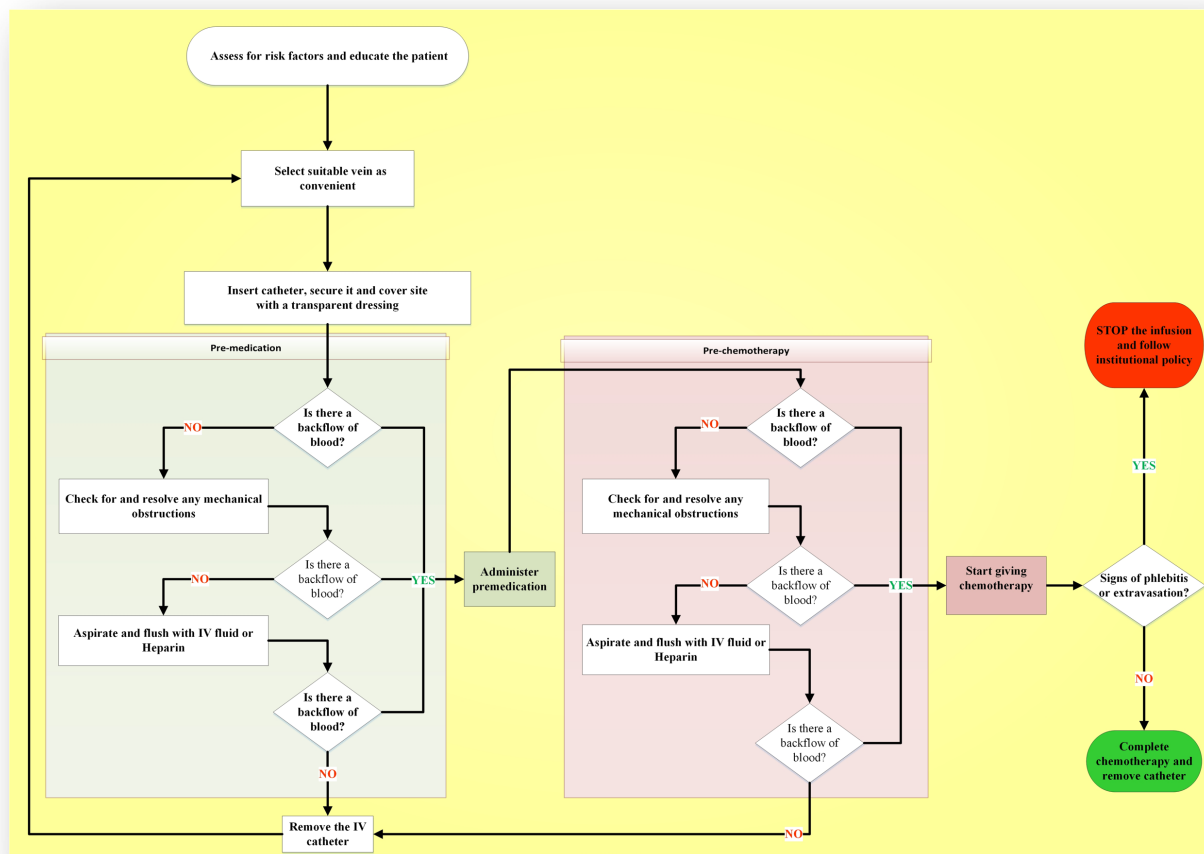 Assess for risk factors and educate the patient
Select suitable vein as
convenient
Insert catheter, secure it and cover site
with a transparent dressing
Pre-medication
Is there a
backflow of
blood?
NO
Check for and resolve any mechanical
obstructions
Is there a
backflow of
blood?
NO
YES
Aspirate and flush with IV fluid or
Heparin
Is there a
backflow of
blood?
NO
Remove the IV
catheter
Administer
premedication
Pre-chemotherapy
Is there a
backflow of
blood?
NO
Check for and resolve any
mechanical obstructions
Is there a
backflow of
blood?
NO
YES
Aspirate and flush with IV fluid or
Heparin
Is there a
backflow of
blood?
NO
Start giving
chemotherapy
Signs of phlebitis
or extravasation?
YES
STOP the infusion
and follow
institutional policy
NO
Complete
chemotherapy and
remove catheter